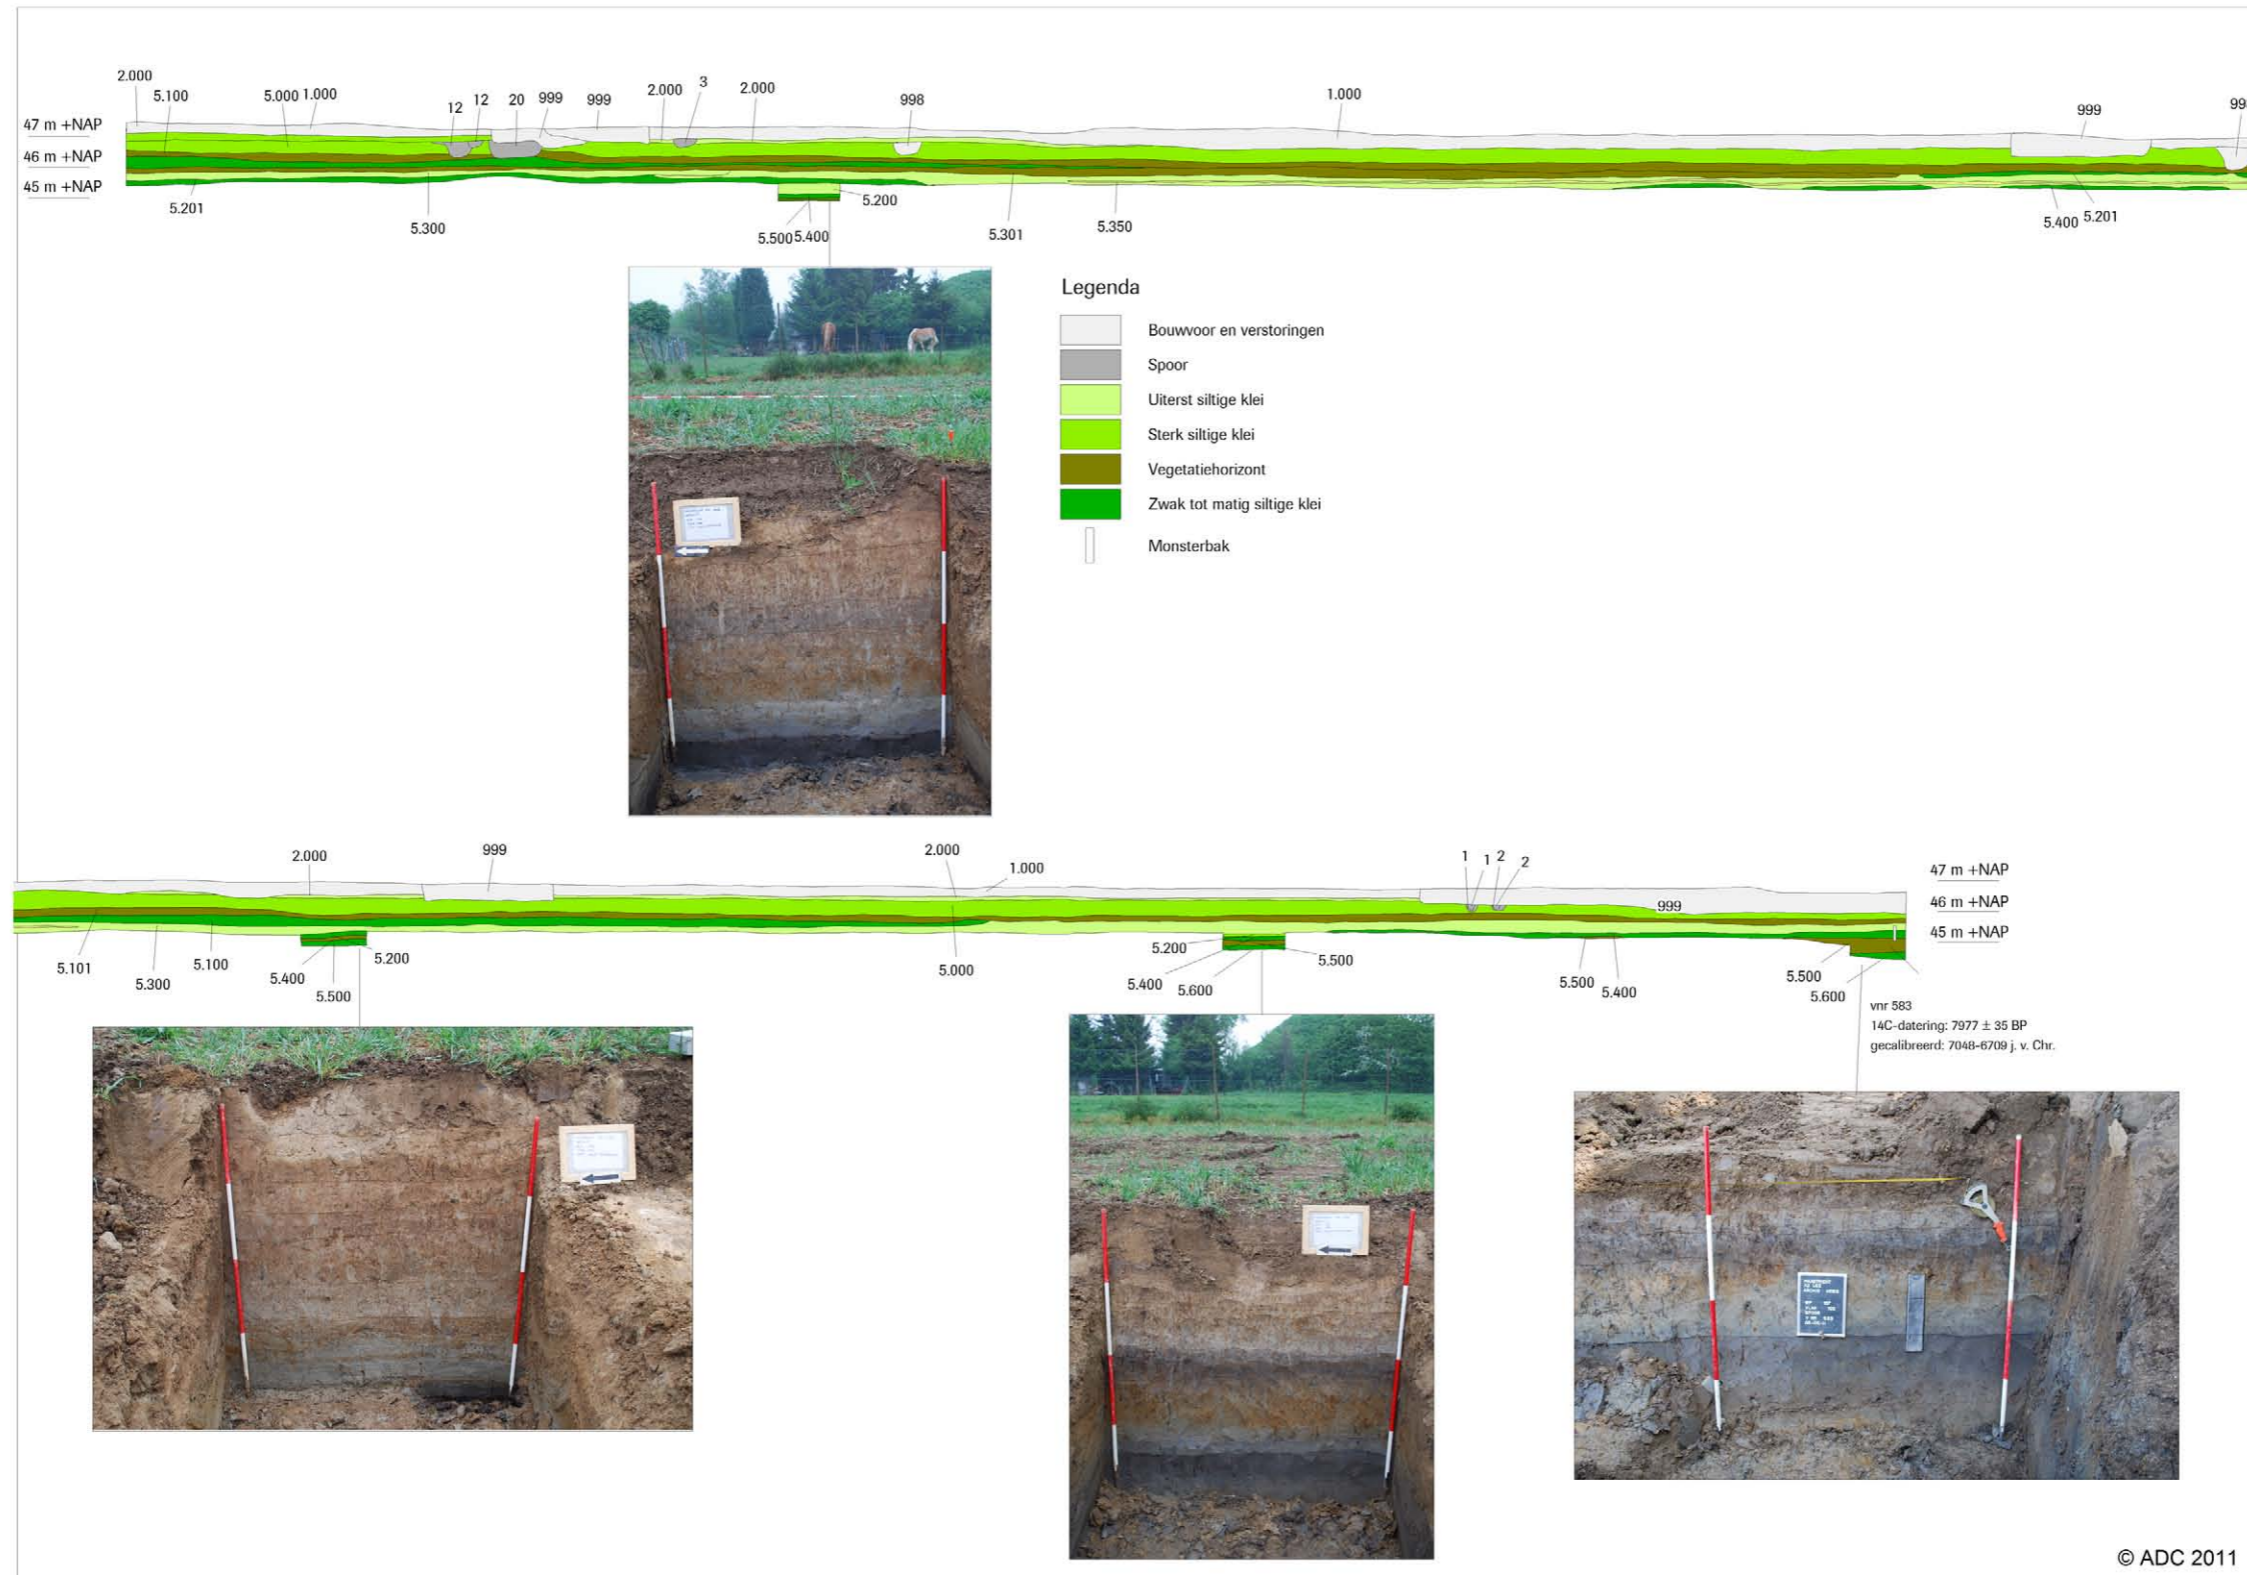 2.000
5.100
5.000 1.000
12
12
20
999
999
2.000
3
2.000
998
1.000
999
47 m +NAP
46 m +NAP
45 m +NAP
5.201
5.300
5.200
5.500 5.400
5.301
5.350
5.400 5.201
Legenda
Bouwvoor en verstoringen
Spoor
Uiterst siltige klei
Sterk siltige klei
Vegetatiehorizont
Zwak tot matig siltige klei
Monsterbak
2.000
999
2.000
1.000
1 1 2 2
999
47 m +NAP
46 m +NAP
45 m +NAP
5.101
5.300
5.100
5.400
5.500
5.200
5.000
5.200
5.400
5.600
5.500
5.500 5.400
5.500
5.600
vnr 583
14C-datering: 7977 ± 35 BP
gecalibreerd: 7048-6709 j. v. Chr.
© ADC 2011